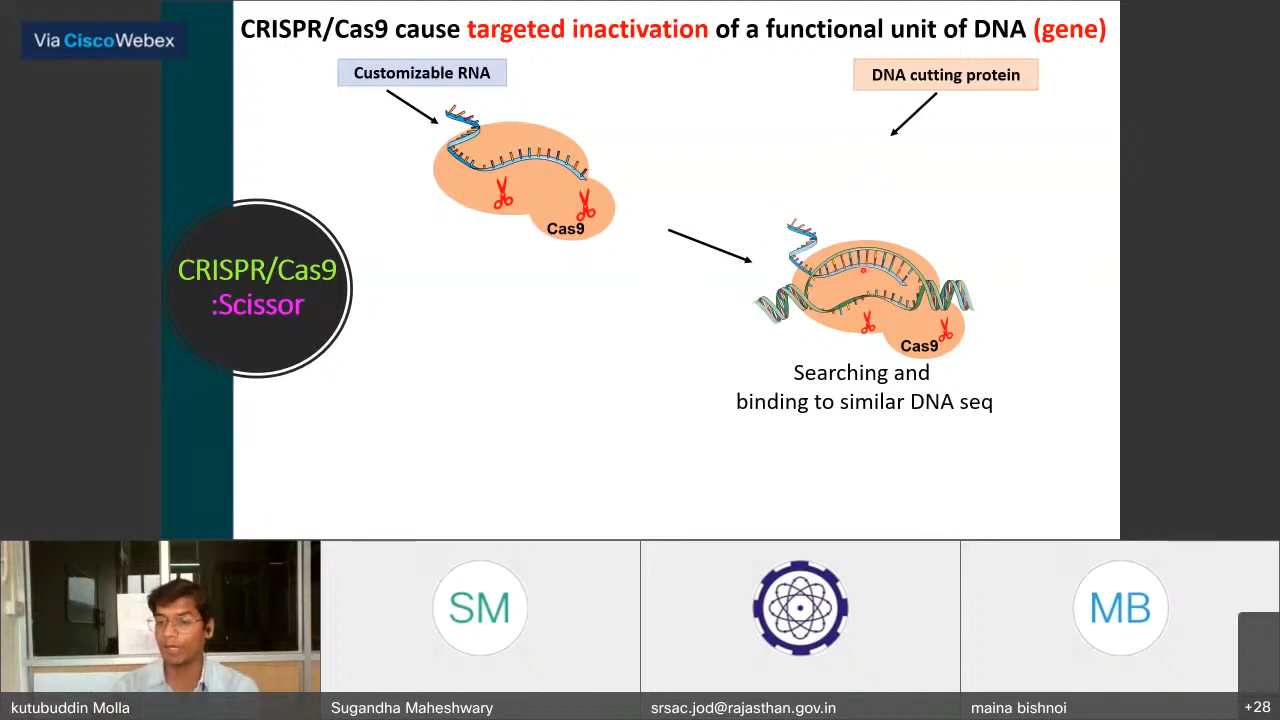 Via CiscoWebex
CRISPR/Cas9 cause targeted inactivation of a functional unit of DNA (gene)
Customizable RNA
DNA cutting protein
Cas9
CRISPR/Cas9
:Scissor
Cas9
Searching and
binding to similar DNA seq
SM
MB
kutubuddin Molla
Sugandha Maheshwary
srsac.jod@rajasthan.gov.in
maina bishnoi
+28